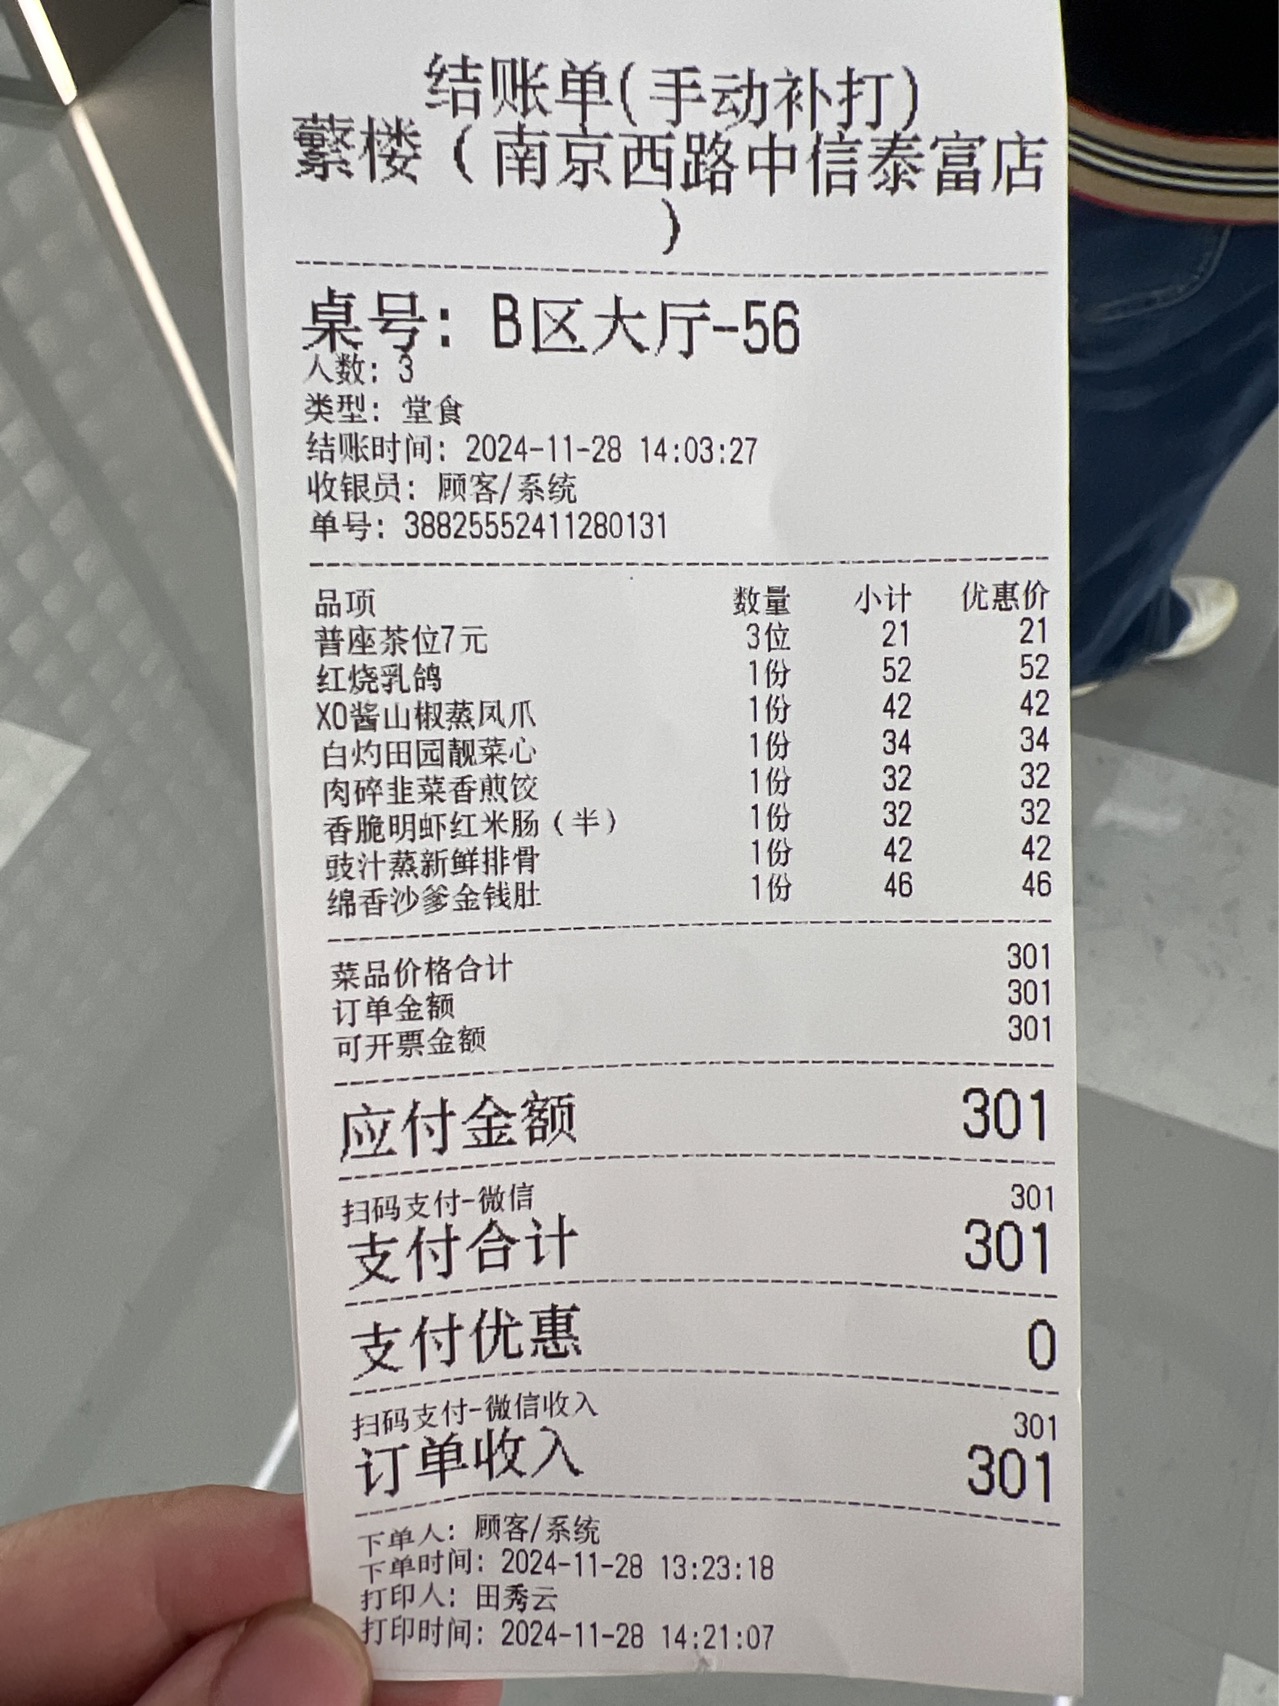 结账单(手动补打)
蘩楼（南京西路中信泰富店
）
桌号: B区大厅-56
人数: 3
类型: 堂食
结账时间: 2024-11-28 14:03:27
收银员: 顾客/系统
单号: 38825552411280131
品项 数量 小计 优惠价
普座茶位7元 3位 21 21
红烧乳鸽 1份 52 52
XO酱山椒蒸凤爪 1份 42 42
白灼田园靓菜心 1份 34 34
肉碎韭菜香煎饺 1份 32 32
香脆明虾红米肠（半） 1份 32 32
豉汁蒸新鲜排骨 1份 42 42
绵香沙爹金钱肚 1份 46 46
菜品价格合计 301
订单金额 301
可开票金额 301
应付金额 301
扫码支付-微信 301
支付合计 301
支付优惠 0
扫码支付-微信收入 301
订单收入 301
下单人: 顾客/系统
下单时间: 2024-11-28 13:23:18
打印人: 田秀云
打印时间: 2024-11-28 14:21:07